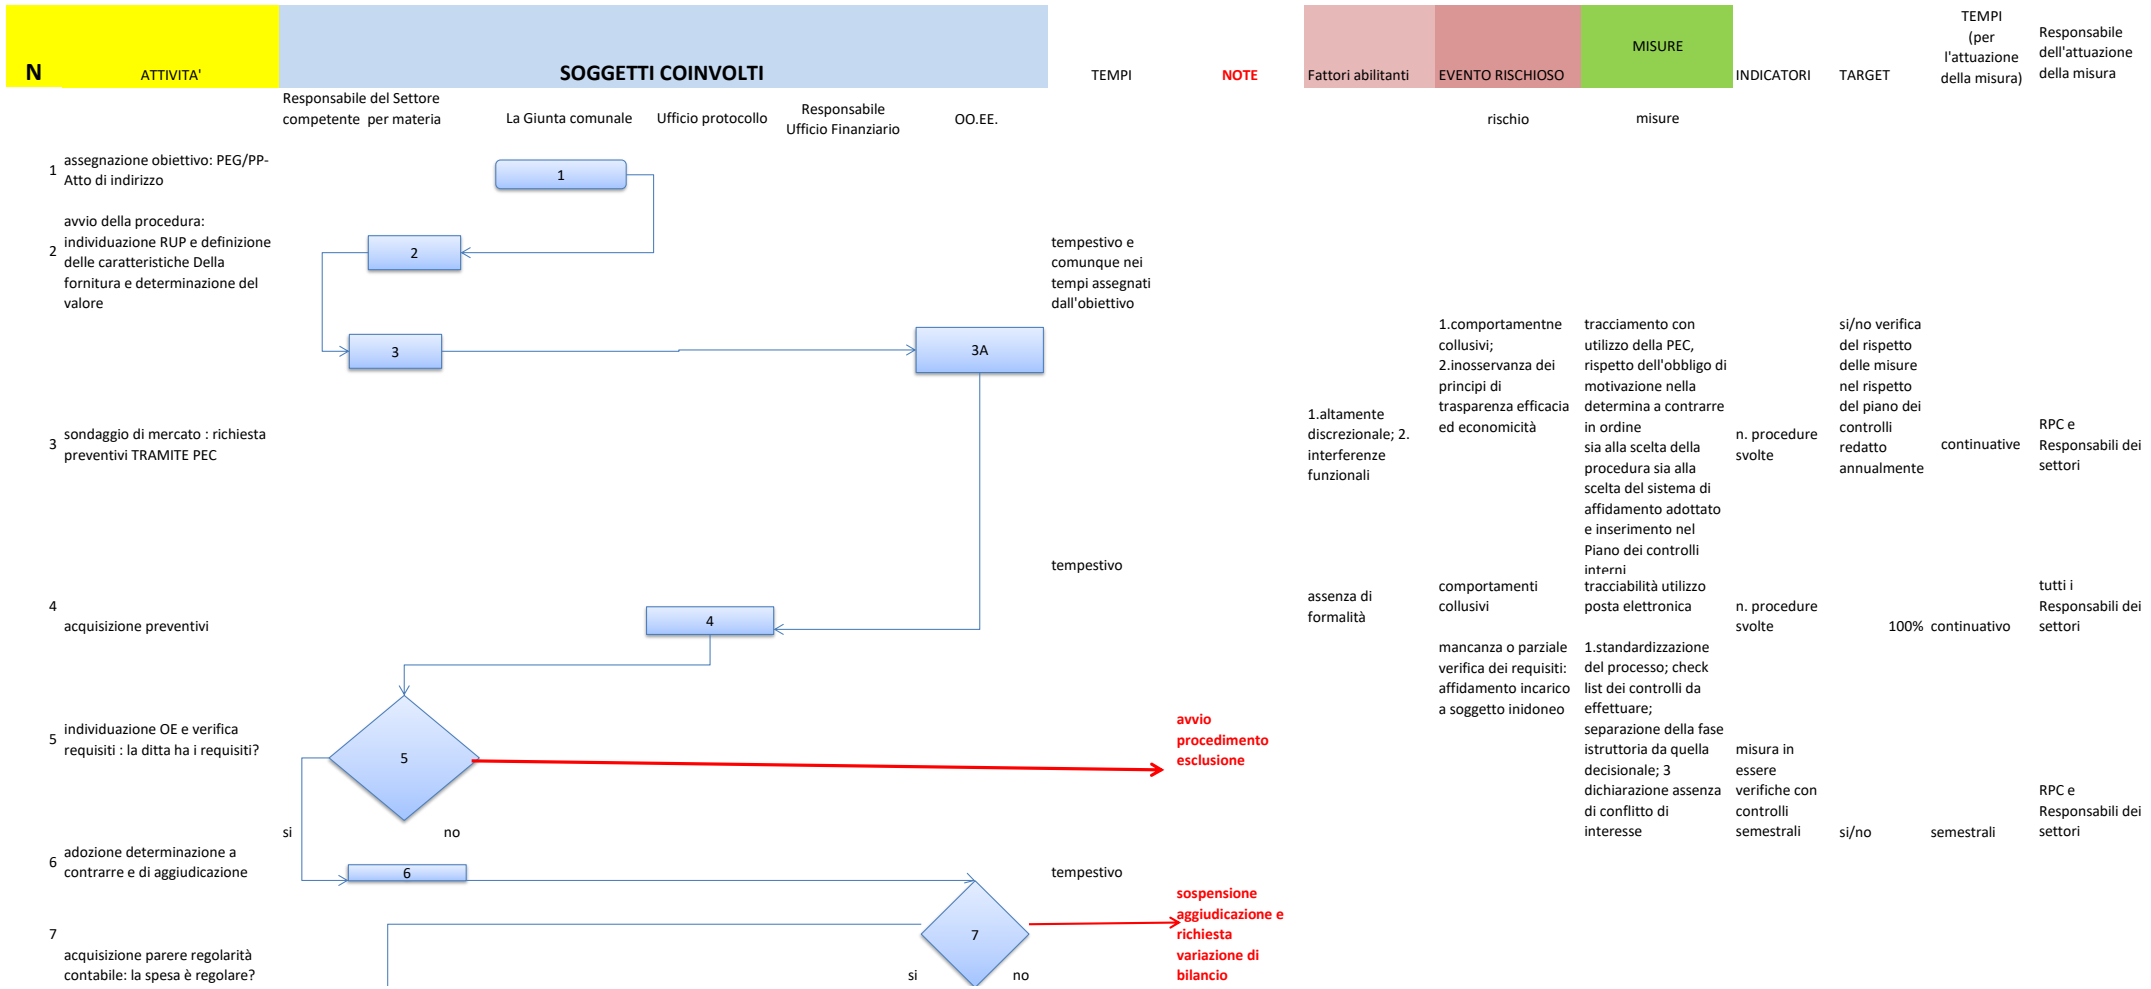 N
ATTIVITA'
SOGGETTI COINVOLTI
TEMPI
NOTE
Fattori abilitanti
EVENTO RISCHIOSO
MISURE
INDICATORI
TARGET
TEMPI
(per
l'attuazione
della misura)
Responsabile
dell'attuazione
della misura
Responsabile del Settore
competente per materia
La Giunta comunale
Ufficio protocollo
Responsabile
Ufficio Finanziario
OO.EE.
rischio
misure
1
assegnazione obiettivo: PEG/PP-
Atto di indirizzo
1
2
avvio della procedura:
individuazione RUP e definizione
delle caratteristiche Della
fornitura e determinazione del
valore
2
tempestivo e
comunque nei
tempi assegnati
dall'obiettivo
3
3A
3
sondaggio di mercato : richiesta
preventivi TRAMITE PEC
1.altamente
discrezionale; 2.
interferenze
funzionali
1.comportamentne
collusivi;
2.inosservanza dei
principi di
trasparenza efficacia
ed economicità
tracciamento con
utilizzo della PEC,
rispetto dell'obbligo di
motivazione nella
determina a contrarre
in ordine
sia alla scelta della
procedura sia alla
scelta del sistema di
affidamento adottato
e inserimento nel
Piano dei controlli
interni
n. procedure
svolte
si/no verifica
del rispetto
delle misure
nel rispetto
del piano dei
controlli
redatto
annualmente
continuative
RPC e
Responsabili dei
settori
tempestivo
4
acquisizione preventivi
4
assenza di
formalità
comportamenti
collusivi
tracciabilità utilizzo
posta elettronica
n. procedure
svolte
100%
continuativo
tutti i
Responsabili dei
settori
5
individuazione OE e verifica
requisiti : la ditta ha i requisiti?
5
si
no
avvio
procedimento
esclusione
mancanza o parziale
verifica dei requisiti:
affidamento incarico
a soggetto inidoneo
1.standardizzazione
del processo; check
list dei controlli da
effettuare;
separazione della fase
istruttoria da quella
decisionale; 3
dichiarazione assenza
di conflitto di
interesse
misura in
essere
verifiche con
controlli
semestrali
si/no
semestrali
RPC e
Responsabili dei
settori
6
adozione determinazione a
contrarre e di aggiudicazione
6
tempestivo
7
acquisizione parere regolarità
contabile: la spesa è regolare?
7
si
no
sospensione
aggiudicazione e
richiesta
variazione di
bilancio